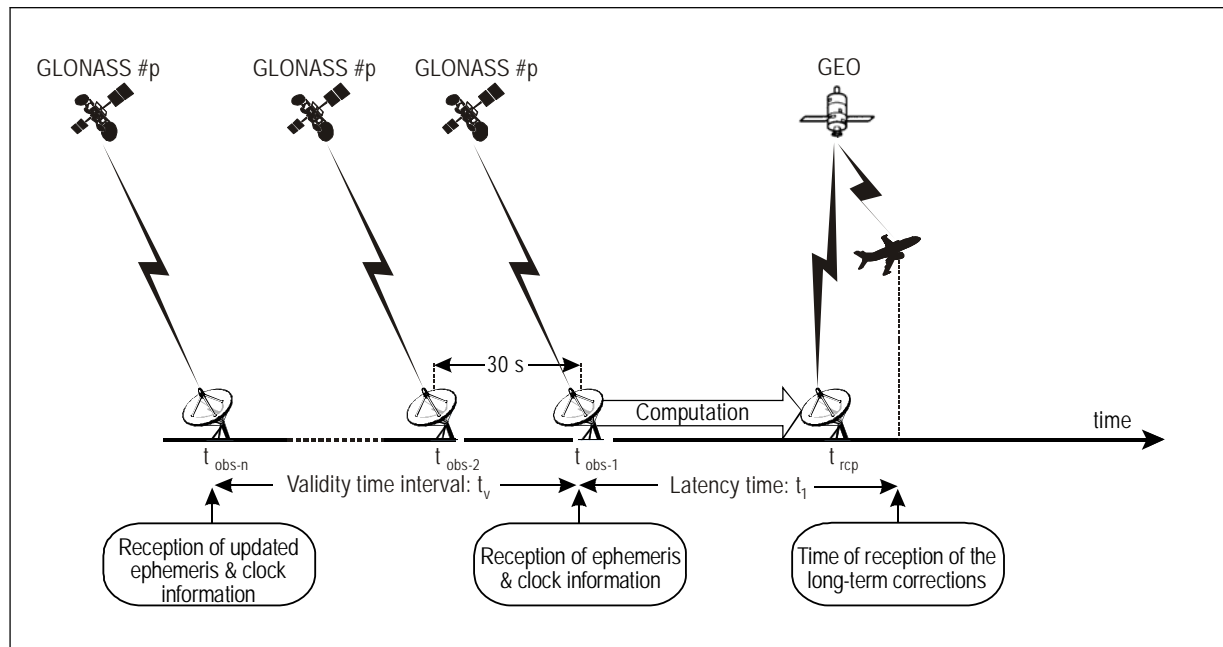 GLONASS #p
GLONASS #p
GLONASS #p
GEO
30 s
Computation
time
t obs-n
t obs-2
t obs-1
t rcp
Validity time interval: t v
Latency time: t 1
Reception of updated
ephemeris & clock
information
Reception of ephemeris
& clock information
Time of reception of the
long-term corrections